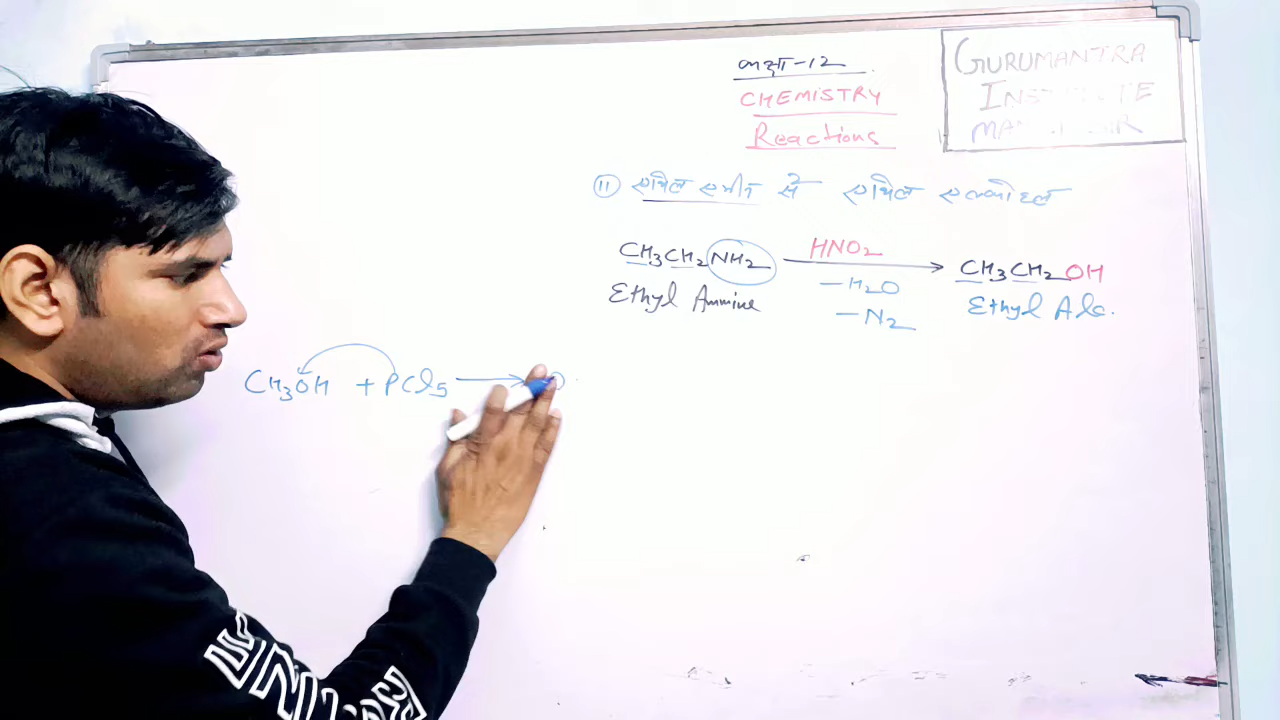 कक्षा-12
CHEMISTRY
Reactions
GURUMANTRA
⑪ एथिल एमीन से एथिल एल्कोहल
CH3CH2NH2 HNO2 → CH3CH2OH
-H2O
-N2
Ethyl Ammine
Ethyl Alc.
CH3OH + PCl5 →